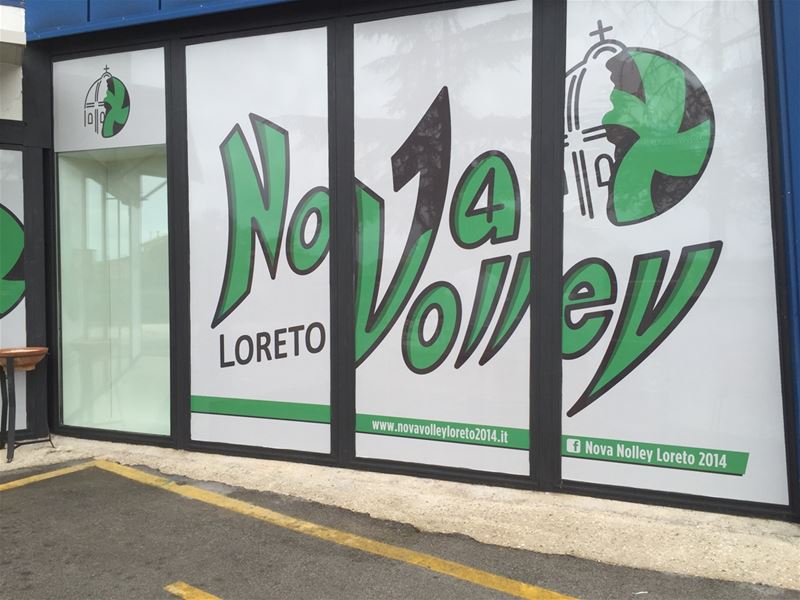 Nova
4
Volley
LORETO
www.novavolleyloreto2014.it
f Nova Nolley Loreto 2014